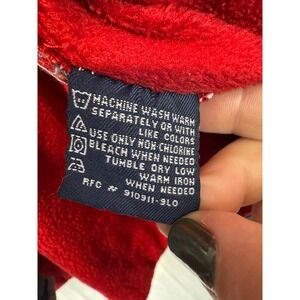 MACHINE WASH WARM
SEPARATELY OR WITH
LIKE COLORS
USE ONLY NON-CHLORINE
BLEACH WHEN NEEDED
TUMBLE DRY LOW
WARM IRON
WHEN NEEDED
RFC # 910911-9L0